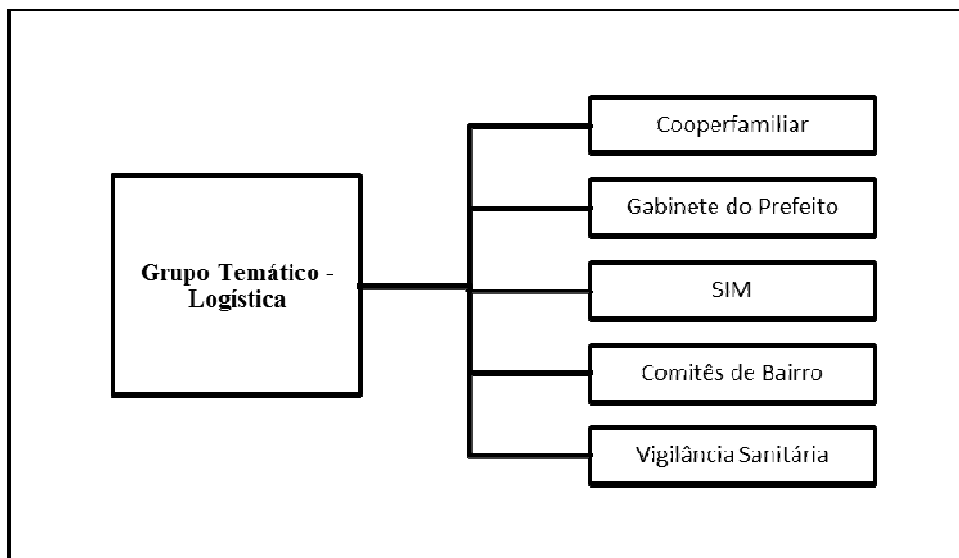 Grupo Temático -
Logística
Cooperfamiliar
Gabinete do Prefeito
SIM
Comitês de Bairro
Vigilância Sanitária